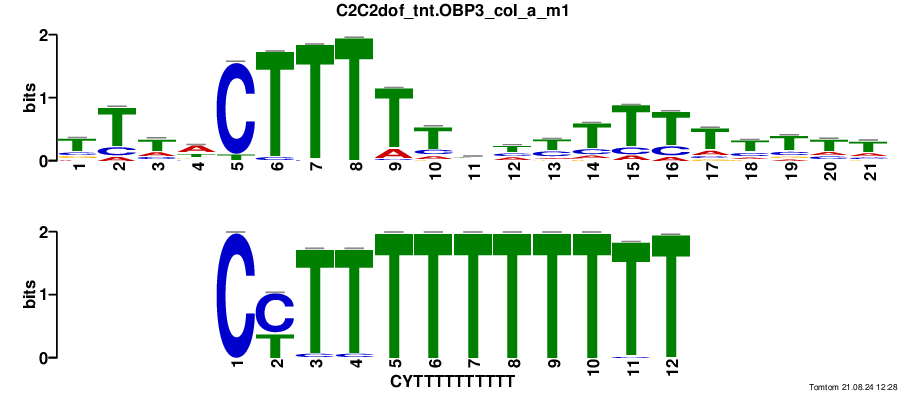 C2C2dof_tnt.OBP3_col_a_m1
bits
2
1
0
1 2 3 4 5 6 7 8 9 10 11 12 13 14 15 16 17 18 19 20 21
bits
2
1
0
1 2 3 4 5 6 7 8 9 10 11 12
CYTTTTTTTTTT
Tomtom 21.08.24 12:28